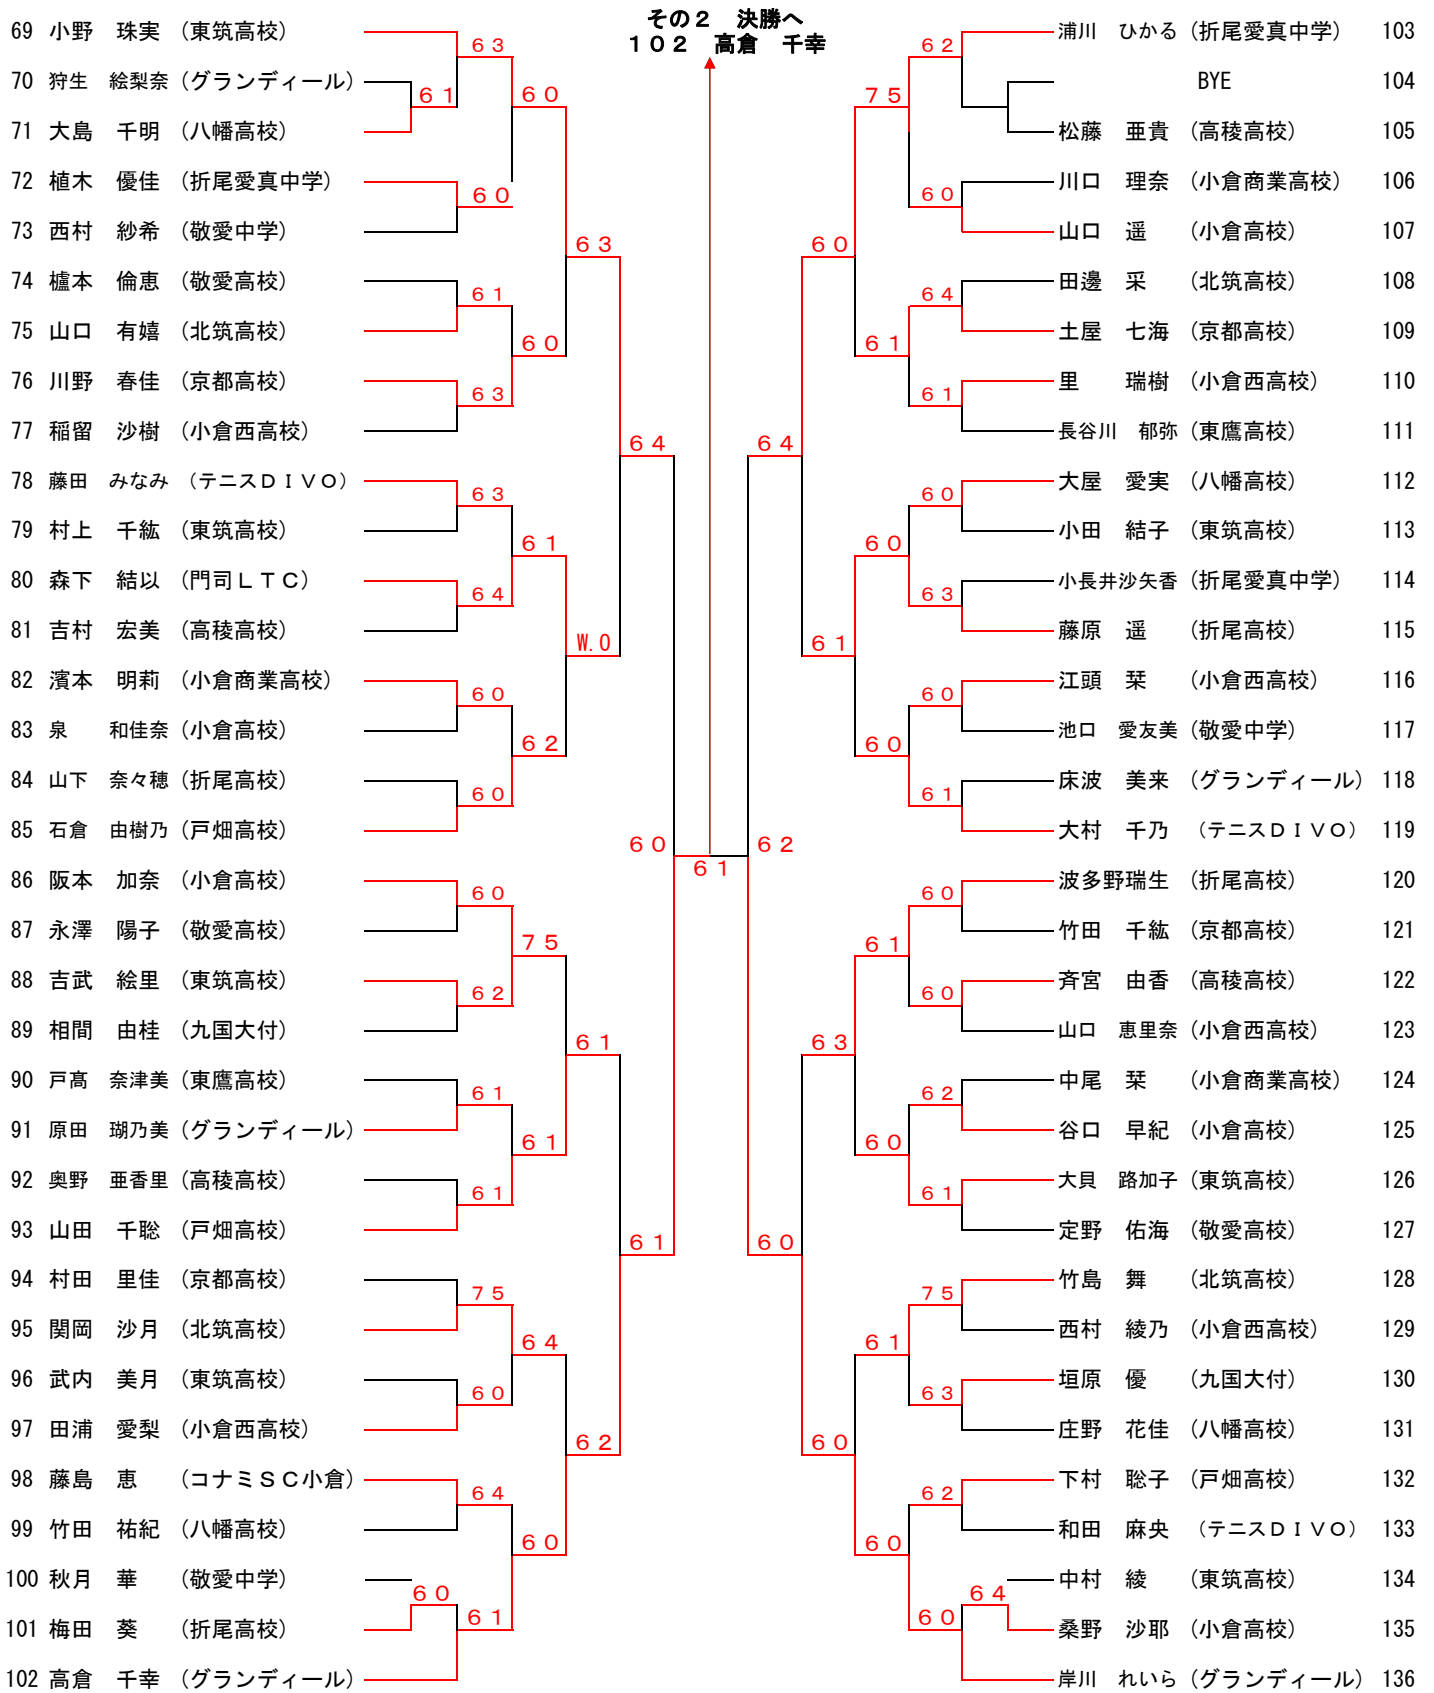 その２　決勝へ
１０２　高倉　千幸
69 小野　珠実 （東筑高校）
63
70 狩生　絵梨奈 （グランディール）
61
60
71 大島　千明 （八幡高校）
72 植木　優佳 （折尾愛真中学）
60
73 西村　紗希 （敬愛中学）
63
74 櫨本　倫恵 （敬愛高校）
61
75 山口　有嬉 （北筑高校）
60
76 川野　春佳 （京都高校）
63
77 稲留　沙樹 （小倉西高校）
64
78 藤田　みなみ （テニスＤＩＶＯ）
63
79 村上　千紘 （東筑高校）
61
80 森下　結以 （門司ＬＴＣ）
64
81 吉村　宏美 （高稜高校）
W.O
82 濱本　明莉 （小倉商業高校）
60
83 泉　和佳奈 （小倉高校）
62
84 山下　奈々穂 （折尾高校）
60
85 石倉　由樹乃 （戸畑高校）
60
61
86 阪本　加奈 （小倉高校）
60
87 永澤　陽子 （敬愛高校）
75
88 吉武　絵里 （東筑高校）
62
89 相間　由桂 （九国大付）
61
90 戸髙　奈津美 （東鷹高校）
61
91 原田　瑚乃美 （グランディール）
61
92 奥野　亜香里 （高稜高校）
61
93 山田　千聡 （戸畑高校）
61
94 村田　里佳 （京都高校）
75
95 関岡　沙月 （北筑高校）
64
96 武内　美月 （東筑高校）
60
97 田浦　愛梨 （小倉西高校）
62
98 藤島　恵 （コナミＳＣ小倉）
64
99 竹田　祐紀 （八幡高校）
60
100 秋月　華 （敬愛中学）
60
101 梅田　葵 （折尾高校）
61
102 高倉　千幸 （グランディール）
浦川　ひかる （折尾愛真中学） 103
62
BYE 104
75
松藤　亜貴 （高稜高校） 105
川口　理奈 （小倉商業高校） 106
60
山口　遥 （小倉高校） 107
60
田邊　采 （北筑高校） 108
64
土屋　七海 （京都高校） 109
61
里　瑞樹 （小倉西高校） 110
61
長谷川　郁弥 （東鷹高校） 111
64
大屋　愛実 （八幡高校） 112
60
小田　結子 （東筑高校） 113
60
小長井沙矢香 （折尾愛真中学） 114
63
藤原　遥 （折尾高校） 115
61
江頭　栞 （小倉西高校） 116
60
池口　愛友美 （敬愛中学） 117
60
床波　美来 （グランディール） 118
61
大村　千乃 （テニスＤＩＶＯ） 119
62
波多野瑞生 （折尾高校） 120
60
竹田　千紘 （京都高校） 121
61
斉宮　由香 （高稜高校） 122
60
山口　恵里奈 （小倉西高校） 123
63
中尾　栞 （小倉商業高校） 124
62
谷口　早紀 （小倉高校） 125
60
大貝　路加子 （東筑高校） 126
61
定野　佑海 （敬愛高校） 127
60
竹島　舞 （北筑高校） 128
75
西村　綾乃 （小倉西高校） 129
61
垣原　優 （九国大付） 130
63
庄野　花佳 （八幡高校） 131
60
下村　聡子 （戸畑高校） 132
62
和田　麻央 （テニスＤＩＶＯ） 133
60
中村　綾 （東筑高校） 134
64
桑野　沙耶 （小倉高校） 135
60
岸川　れいら （グランディール） 136